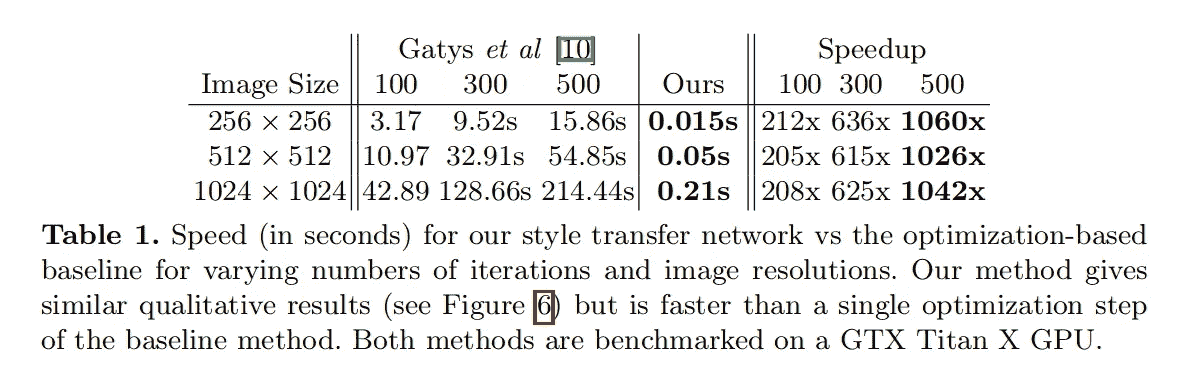 Gatys et al [10] Speedup
Image Size 100 300 500 Ours 100 300 500
256 × 256 3.17 9.52s 15.86s 0.015s 212x 636x 1060x
512 × 512 10.97 32.91s 54.85s 0.05s 205x 615x 1026x
1024 × 1024 42.89 128.66s 214.44s 0.21s 208x 625x 1042x
Table 1. Speed (in seconds) for our style transfer network vs the optimization-based
baseline for varying numbers of iterations and image resolutions. Our method gives
similar qualitative results (see Figure 6) but is faster than a single optimization step
of the baseline method. Both methods are benchmarked on a GTX Titan X GPU.